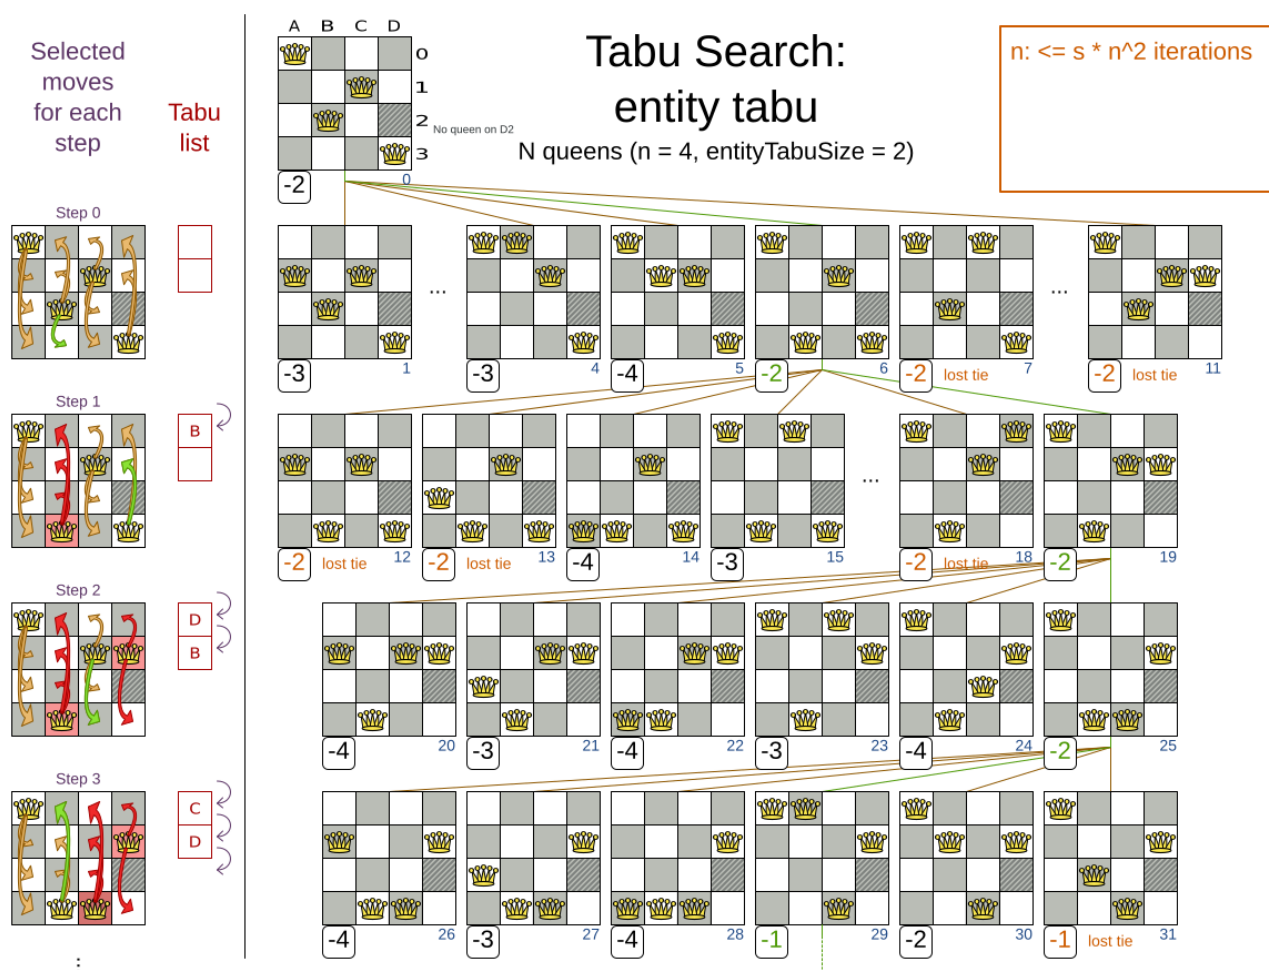 Selected
moves
for each
step
Tabu
list
A B C D
0
1
2
3
No queen on D2
-2
0
Tabu Search:
entity tabu
N queens (n = 4, entityTabuSize = 2)
n: <= s * n^2 iterations
Step 0
...
...
-3 1
-3 4
-4 5
-2 6
-2 lost tie 7
-2 lost tie 11
Step 1
B
...
-2 lost tie 12
-2 lost tie 13
-4 14
-3 15
-2 lost tie 18
-2 19
Step 2
D
B
-4 20
-3 21
-4 22
-3 23
-4 24
-2 25
Step 3
C
D
-4 26
-3 27
-4 28
-1 29
-2 30
-1 lost tie 31
: